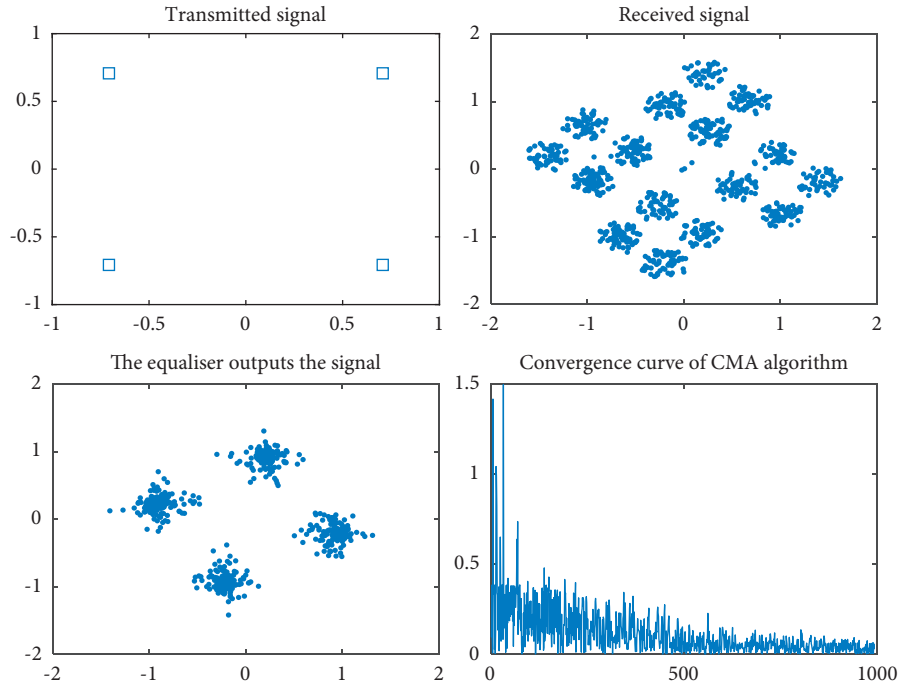 Transmitted signal
1
0.5
0
-0.5
-1
-1 -0.5 0 0.5 1
Received signal
2
1
0
-1
-2
-2 -1 0 1 2
The equaliser outputs the signal
2
1
0
-1
-2
-2 -1 0 1 2
Convergence curve of CMA algorithm
1.5
1
0.5
0
0 500 1000